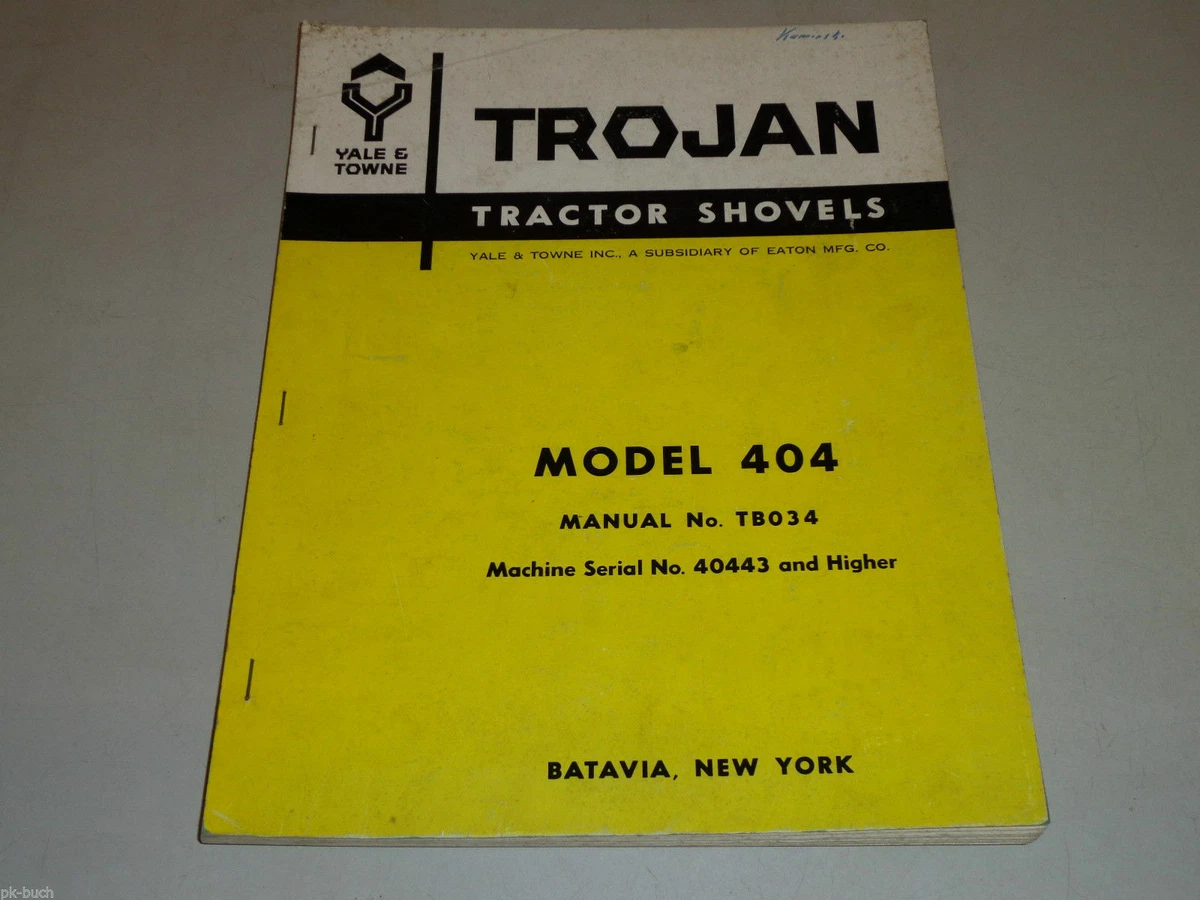 YALE &
TOWNE
TROJAN
TRACTOR SHOVELS
YALE & TOWNE INC., A SUBSIDIARY OF EATON MFG. CO.
MODEL 404
MANUAL No. TB034
Machine Serial No. 40443 and Higher
BATAVIA, NEW YORK
pk-buch